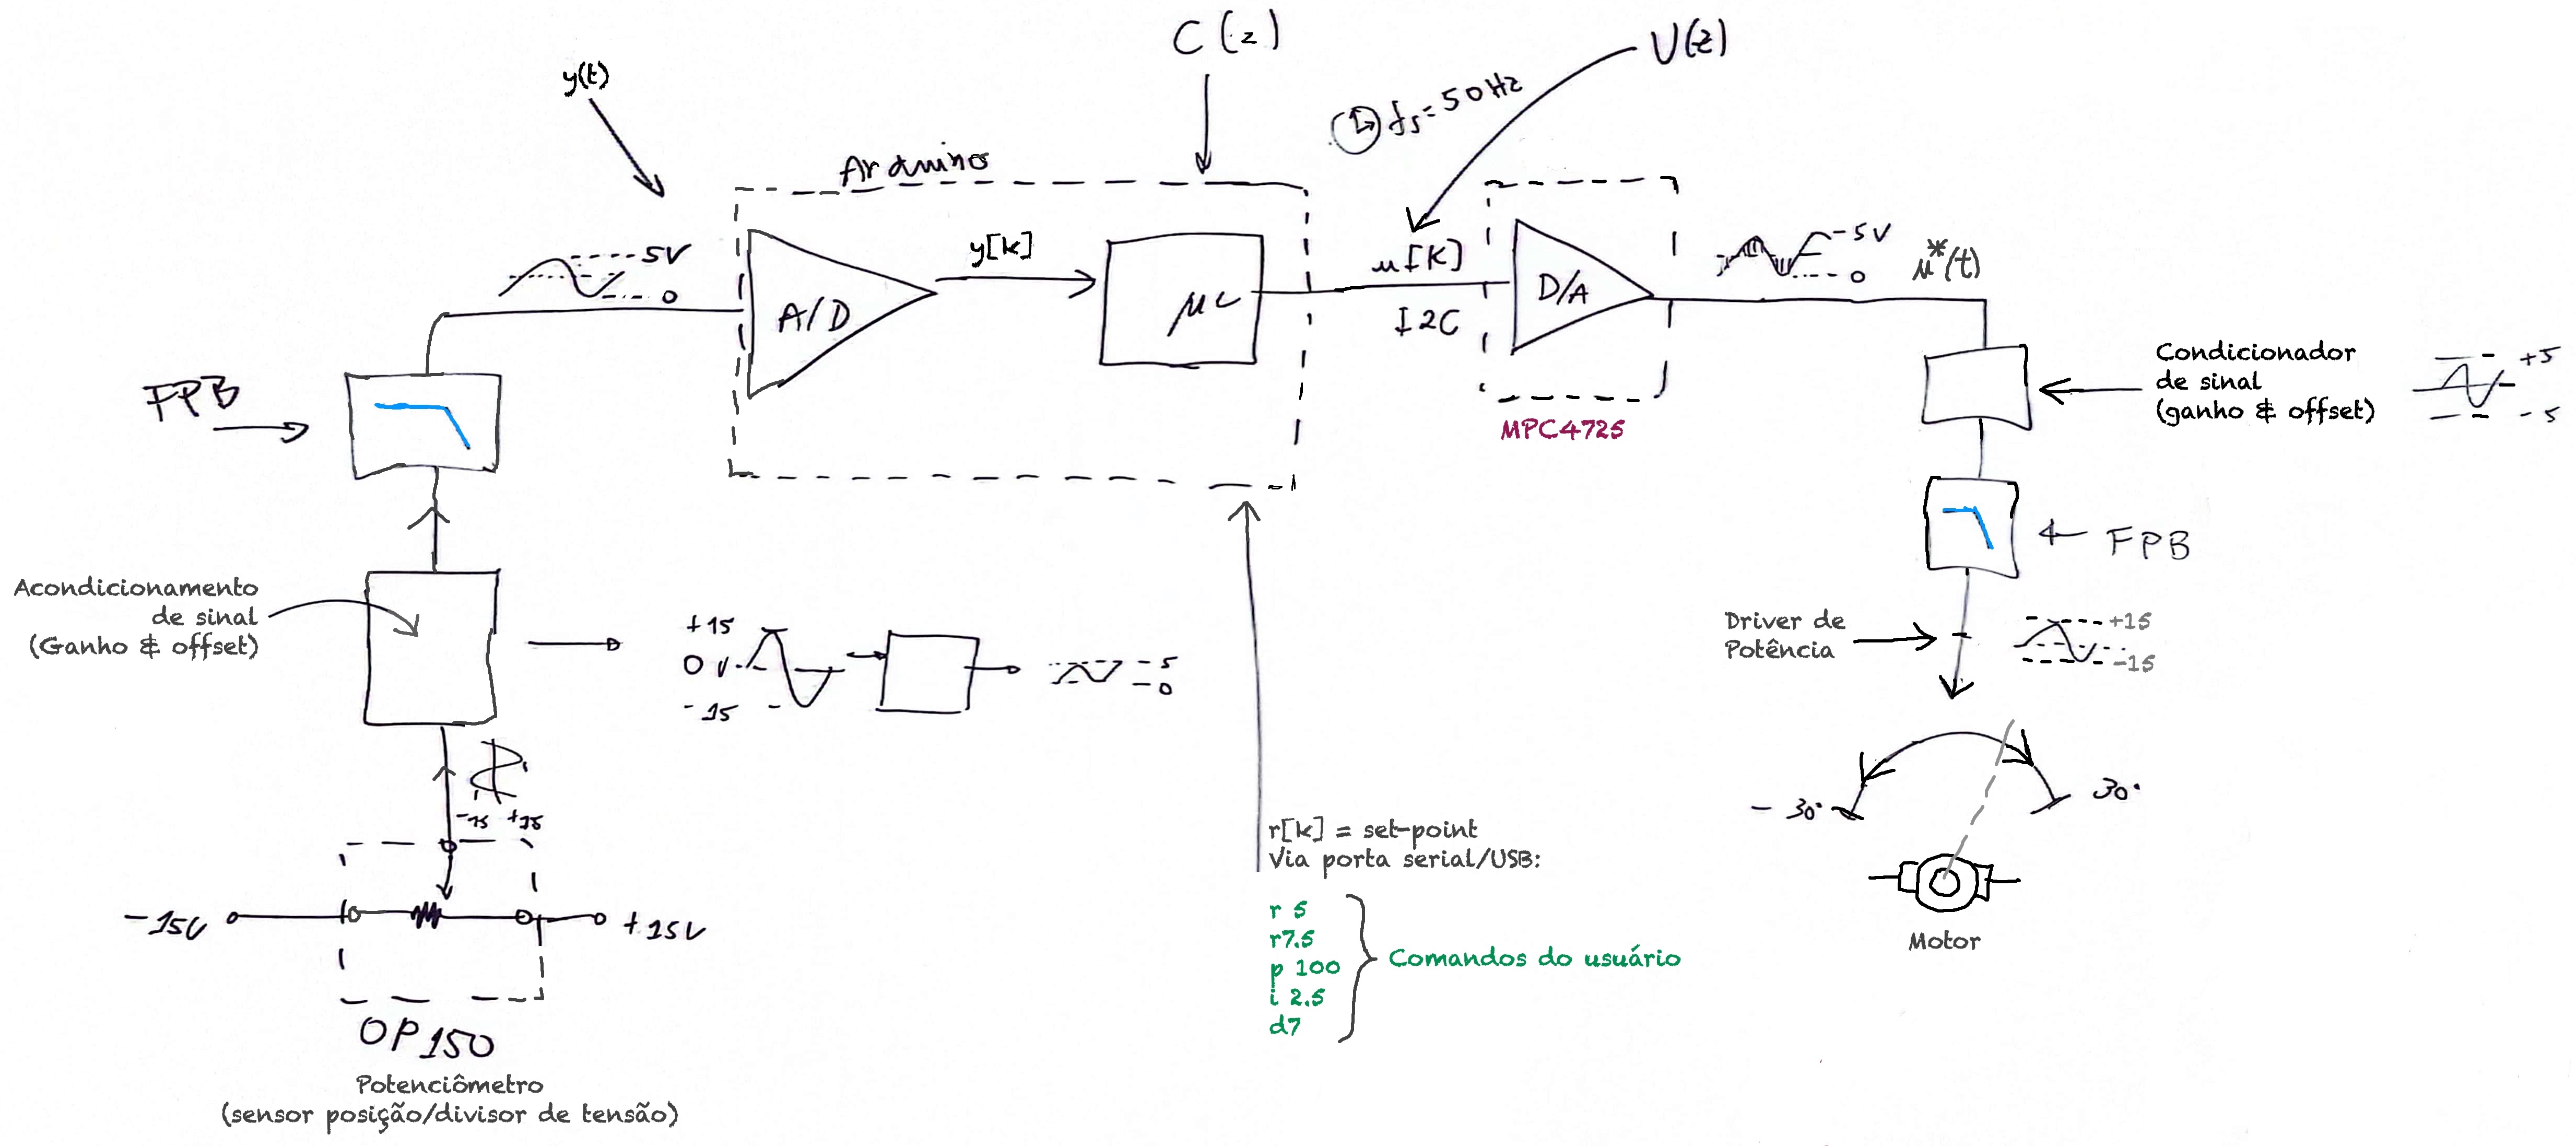 C(z)
U(z)
y(t)
fs=50Hz
Arduino
5V
0
A/D
y[k]
μC
u[k]
I2C
D/A
MPC4725
5V
0
u*(t)
Condicionador
de sinal
(ganho & offset)
+5
-5
FPB
FPB
Acondicionamento
de sinal
(Ganho & offset)
+15
0V
-15
5
0
Driver de
Potência
+15
-15
-15 +15
-30°
30°
Motor
r[k] = set-point
Via porta serial/USB:
r 5
r7.5
p 100
i 2.5
d7
Comandos do usuário
-15V
+15V
OP150
Potenciômetro
(sensor posição/divisor de tensão)